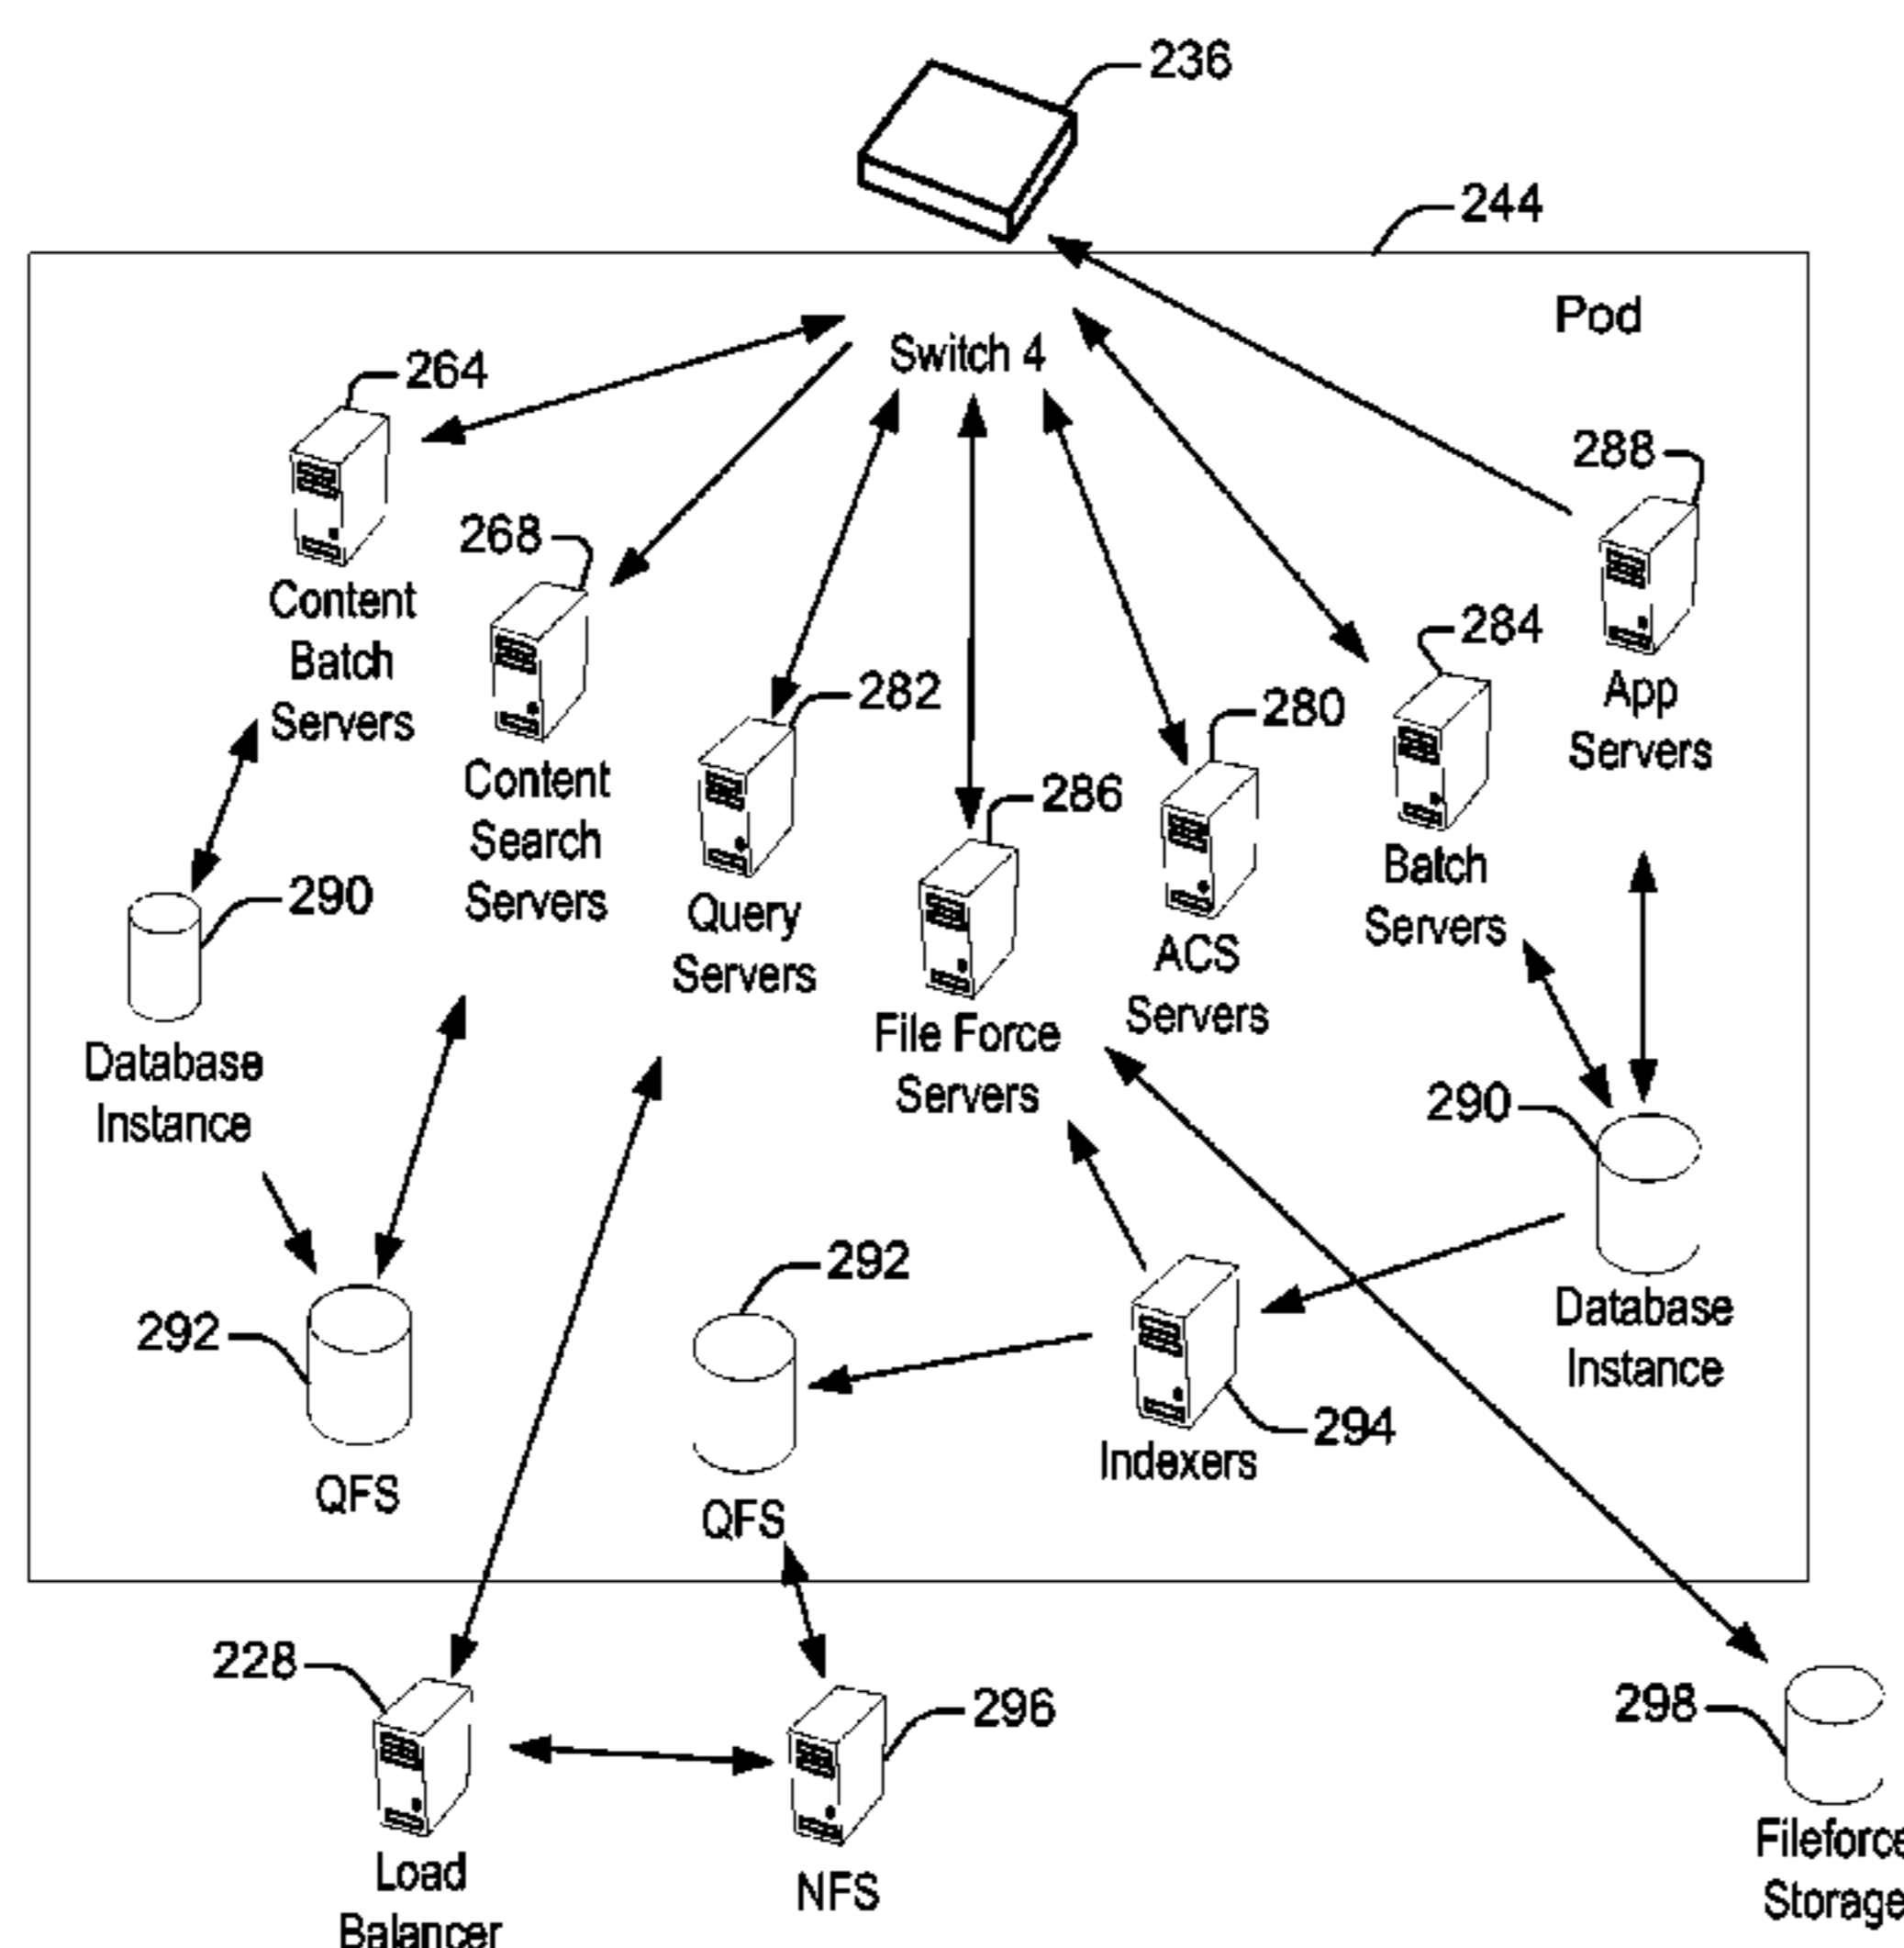 236
244
Pod
Switch 4
264
Content
Batch
Servers
268
Content
Search
Servers
282
Query
Servers
286
File Force
Servers
280
ACS
Servers
284
Batch
Servers
288
App
Servers
290
Database
Instance
290
Database
Instance
292
QFS
292
QFS
294
Indexers
228
Load
Balancer
296
NFS
298
Fileforce
Storage